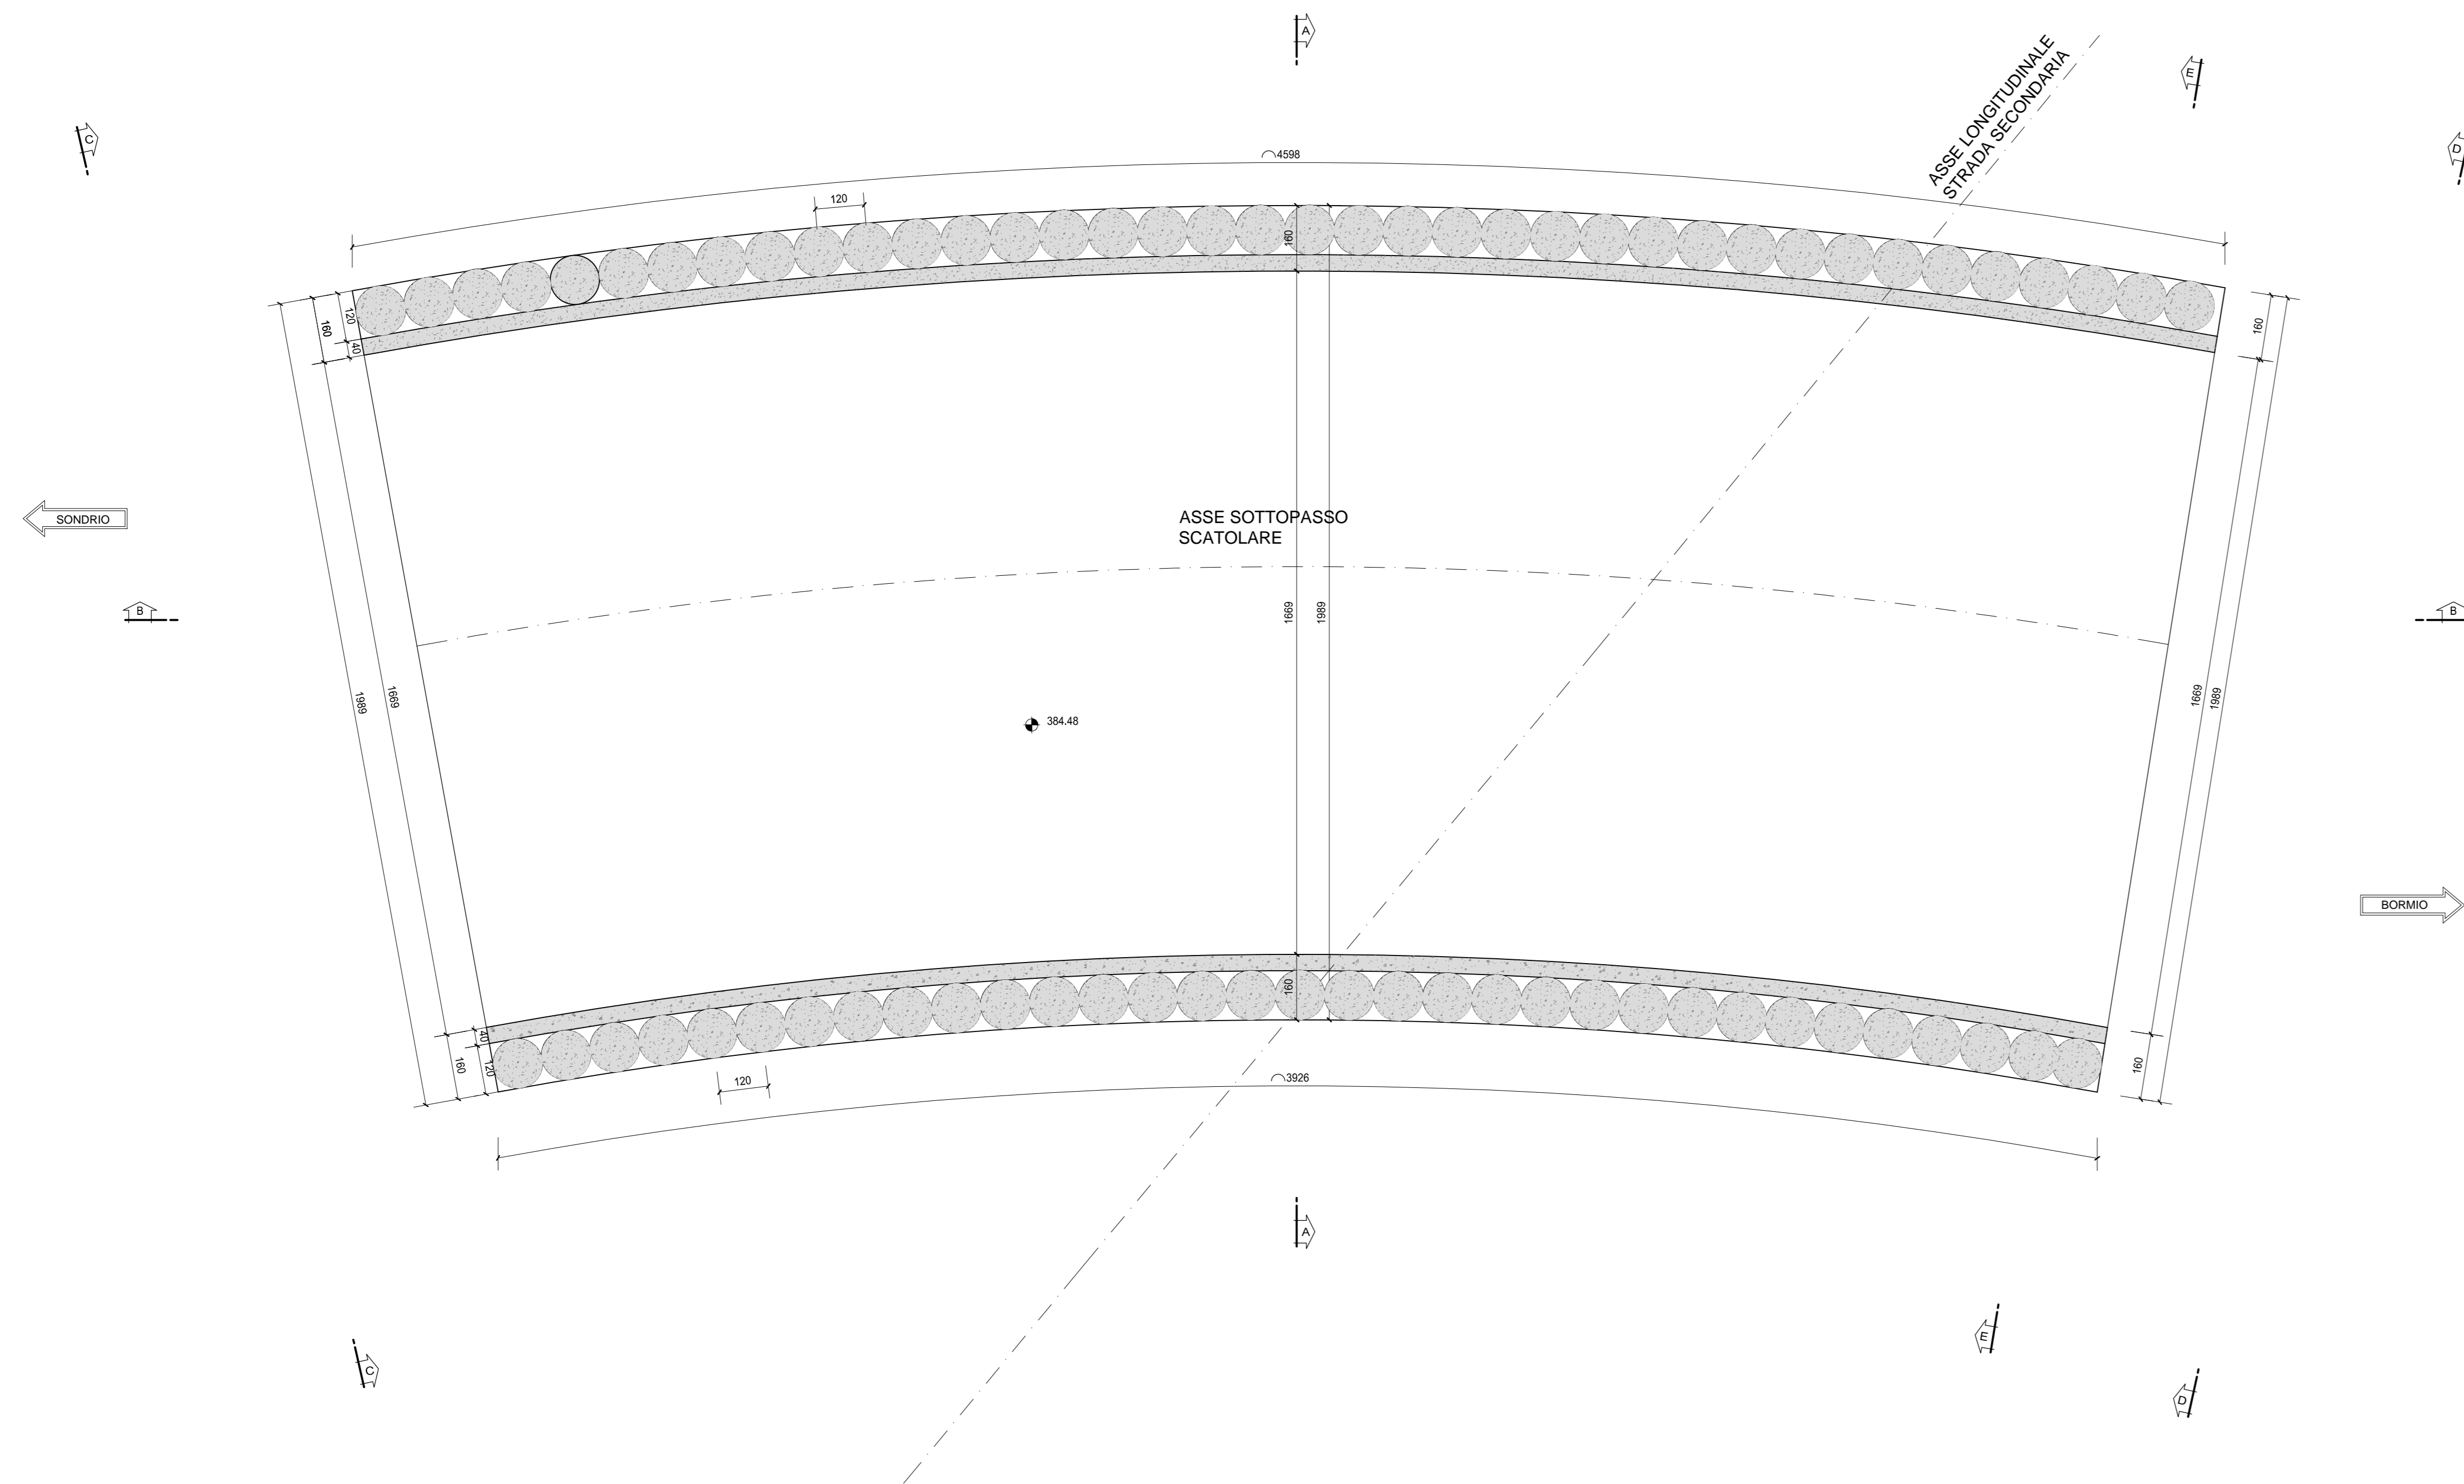 A
E
C
D
ASSE LONGITUDINALE
STRADA SECONDARIA
4598
120
160
120
160
40
160
SONDRIO
ASSE SOTTOPASSO
SCATOLARE
B
B
1669
1989
1989
1669
1669
1989
384.48
BORMIO
160
40
160
120
160
120
3926
A
E
C
D